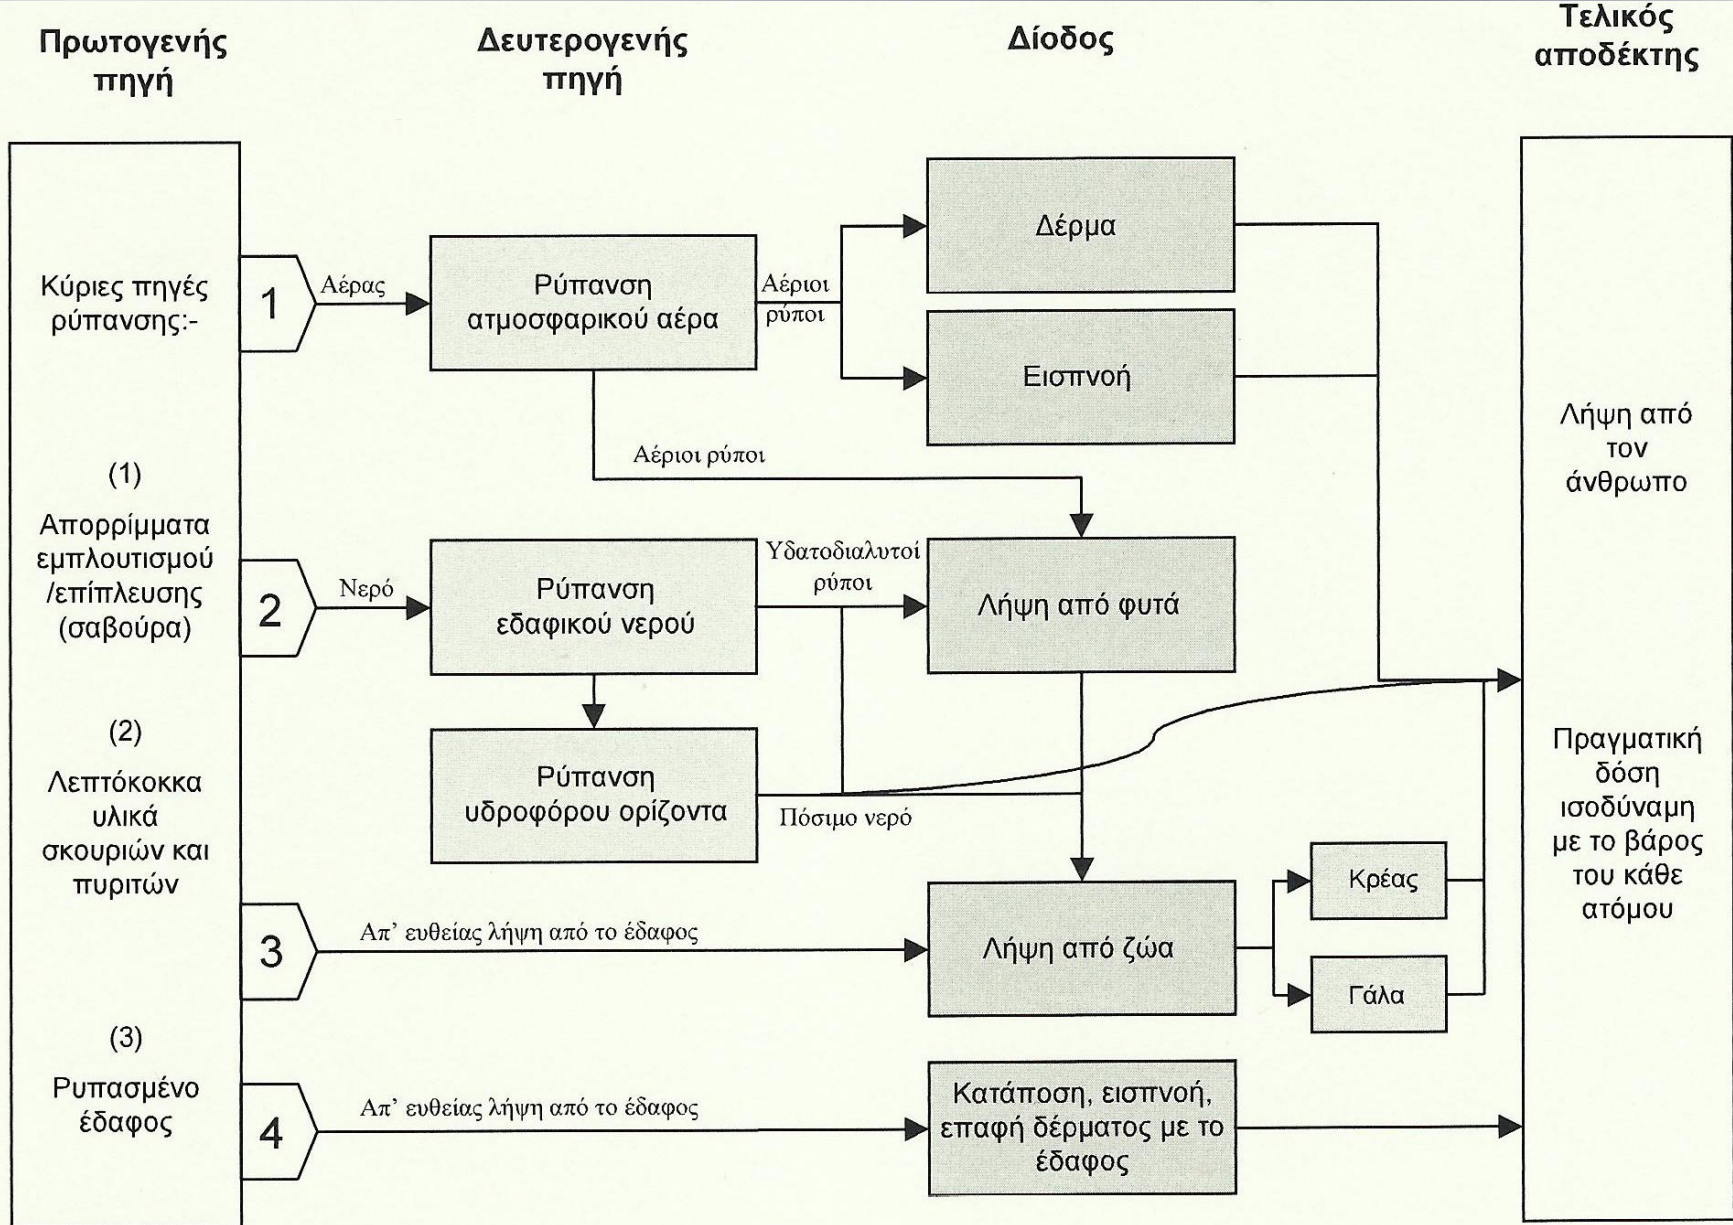 Πρωτογενής
πηγή
Δευτερογενής
πηγή
Δίοδος
Τελικός
αποδέκτης
Κύριες πηγές
ρύπανσης:-
(1)
Απορρίμματα
εμπλουτισμού
/επίπλευσης
(σαβούρα)
(2)
Λεπτόκοκκα
υλικά
σκουριών και
πυριτών
(3)
Ρυπασμένο
έδαφος
1
Αέρας
Ρύπανση
ατμοσφαρικού αέρα
Αέριοι
ρύποι
Δέρμα
Εισπνοή
Αέριοι ρύποι
2
Νερό
Ρύπανση
εδαφικού νερού
Υδατοδιαλυτοί
ρύποι
Λήψη από φυτά
Ρύπανση
υδροφόρου ορίζοντα
Πόσιμο νερό
3
Απ’ ευθείας λήψη από το έδαφος
Λήψη από ζώα
Κρέας
Γάλα
4
Απ’ ευθείας λήψη από το έδαφος
Κατάποση, εισπνοή,
επαφή δέρματος με το
έδαφος
Λήψη από
τον
άνθρωπο
Πραγματική
δόση
ισοδύναμη
με το βάρος
του κάθε
ατόμου